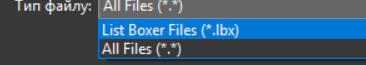 Тип файлу: All Files (*.*)
List Boxer Files (*.lbx)
All Files (*.*)